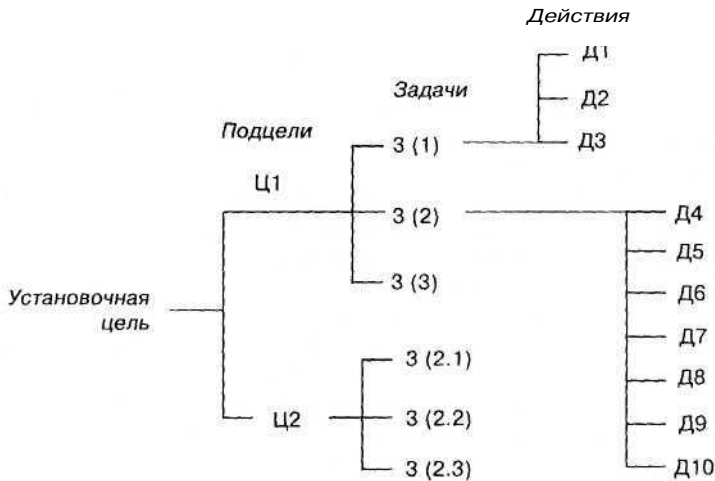 Действия
Д1
Задачи
Д2
Подцели
З (1)
Д3
Ц1
З (2)
Д4
Д5
З (3)
Д6
Установочная
цель
Д7
З (2.1)
Д8
Ц2
З (2.2)
Д9
З (2.3)
Д10